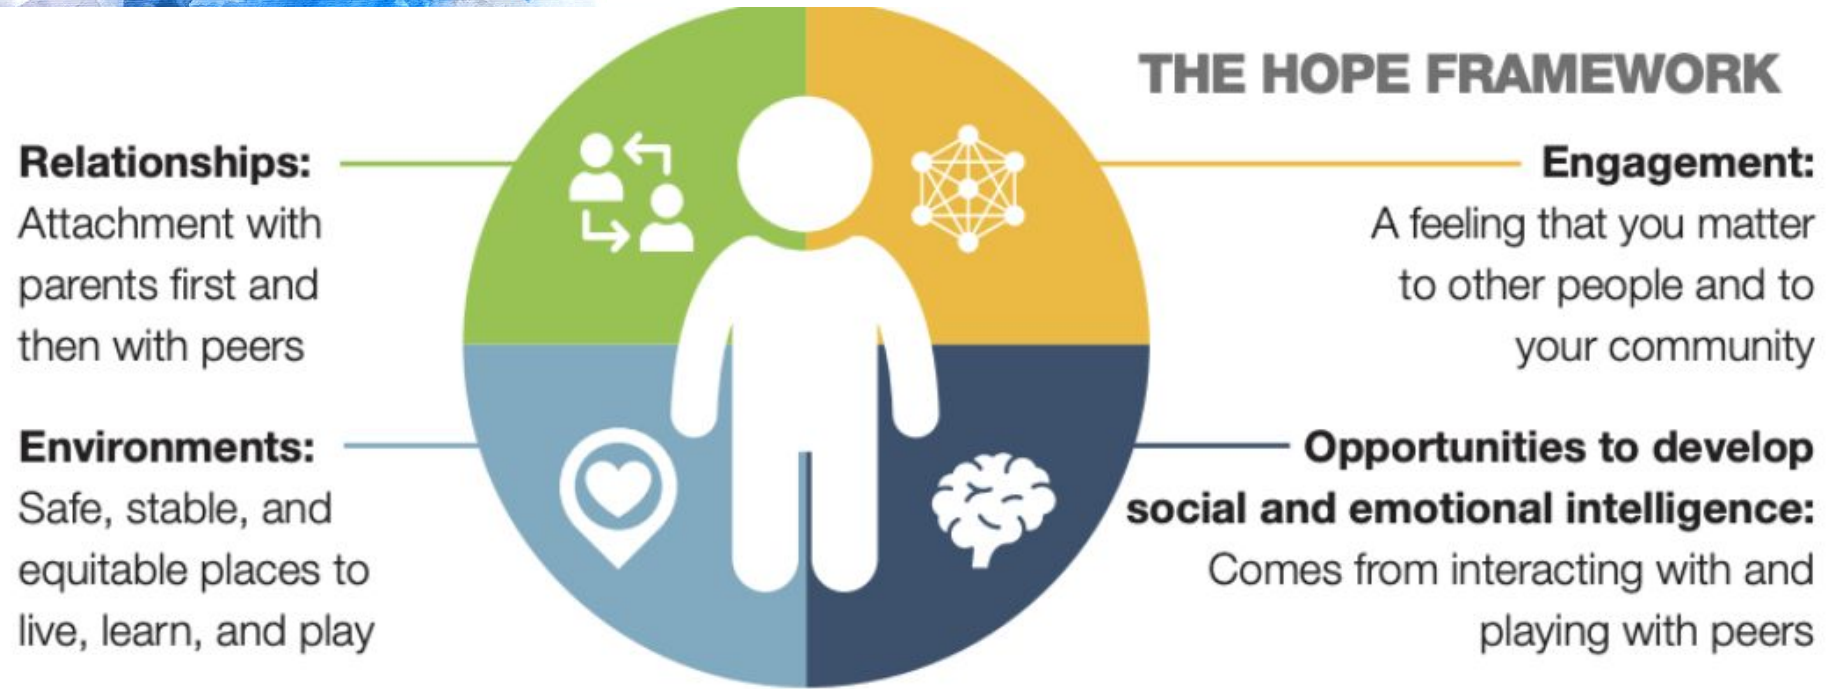 THE HOPE FRAMEWORK
Relationships:
Attachment with
parents first and
then with peers
Engagement:
A feeling that you matter
to other people and to
your community
Environments:
Safe, stable, and
equitable places to
live, learn, and play
Opportunities to develop
social and emotional intelligence:
Comes from interacting with and
playing with peers